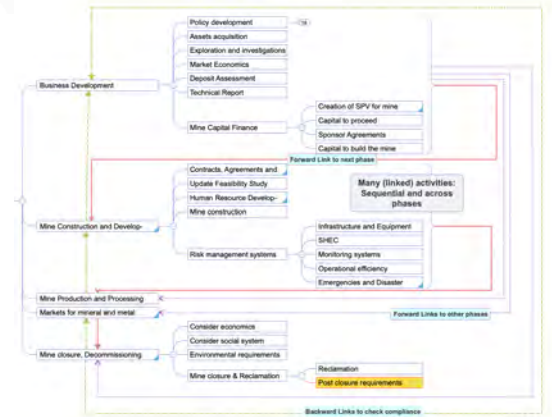 Policy development
Assets acquisition
Exploration and investigations
Market Economics
Business Development
Deposit Assessment
Technical Report
Creation of SPV for mine
Mine Capital Finance
Capital to proceed
Sponsor Agreements
Capital to build the mine
Forward Link to next phase
Contracts, Agreements and
Update Feasibility Study
Many (linked) activities:
Sequential and across
phases
Human Resource Develop-
Mine construction
Mine Construction and Develop-
Infrastructure and Equipment
SHEC
Risk management systems
Monitoring systems
Operational efficiency
Emergencies and Disaster
Mine Production and Processing
Markets for mineral and metal
Forward Links to other phases
Consider economics
Consider social system
Mine closure, Decommissioning
Environmental requirements
Reclamation
Mine closure & Reclamation
Post closure requirements
Backward Links to check compliance